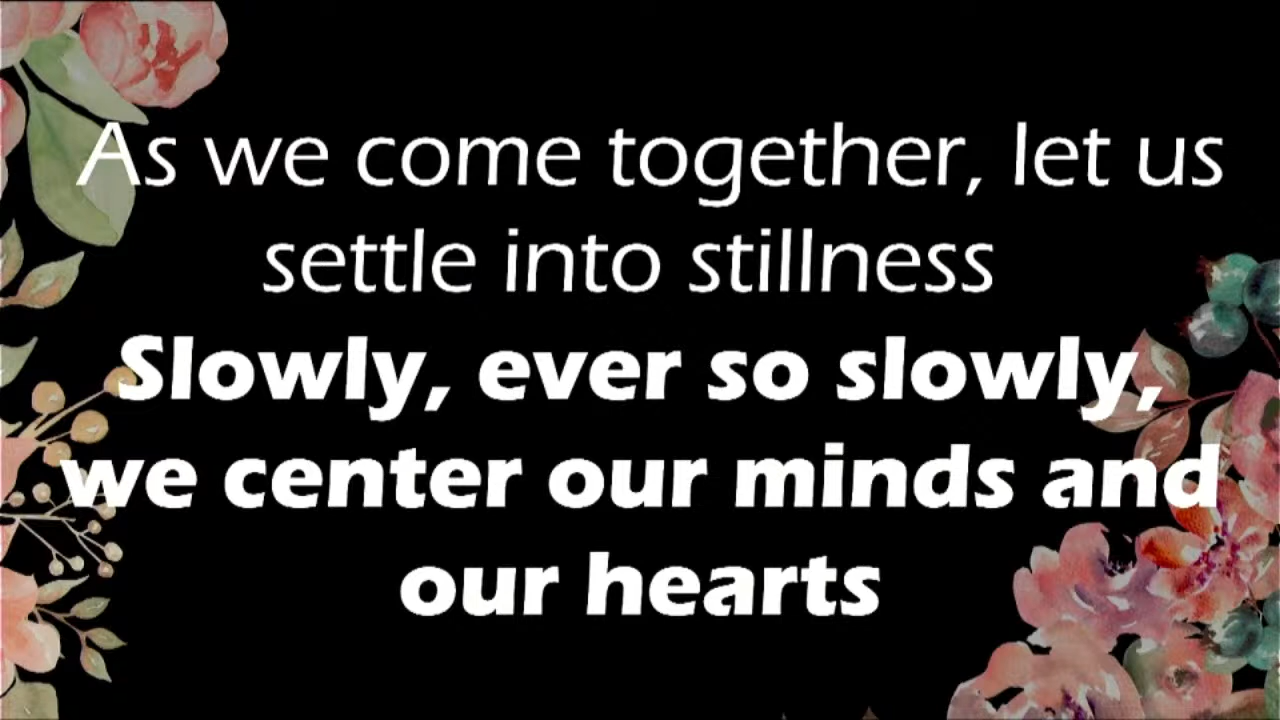 As we come together, let us
settle into stillness
Slowly, ever so slowly,
we center our minds and
our hearts